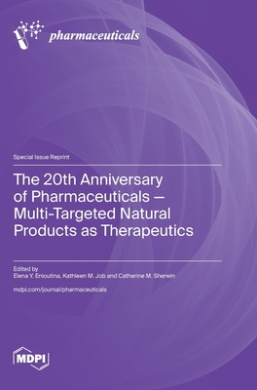 pharmaceuticals
Special Issue Reprint
The 20th Anniversary
of Pharmaceuticals —
Multi-Targeted Natural
Products as Therapeutics
Edited by
Elena Y. Enioutina, Kathleen M. Job and Catherine M. Sherwin
mdpi.com/journal/pharmaceuticals
MDPI